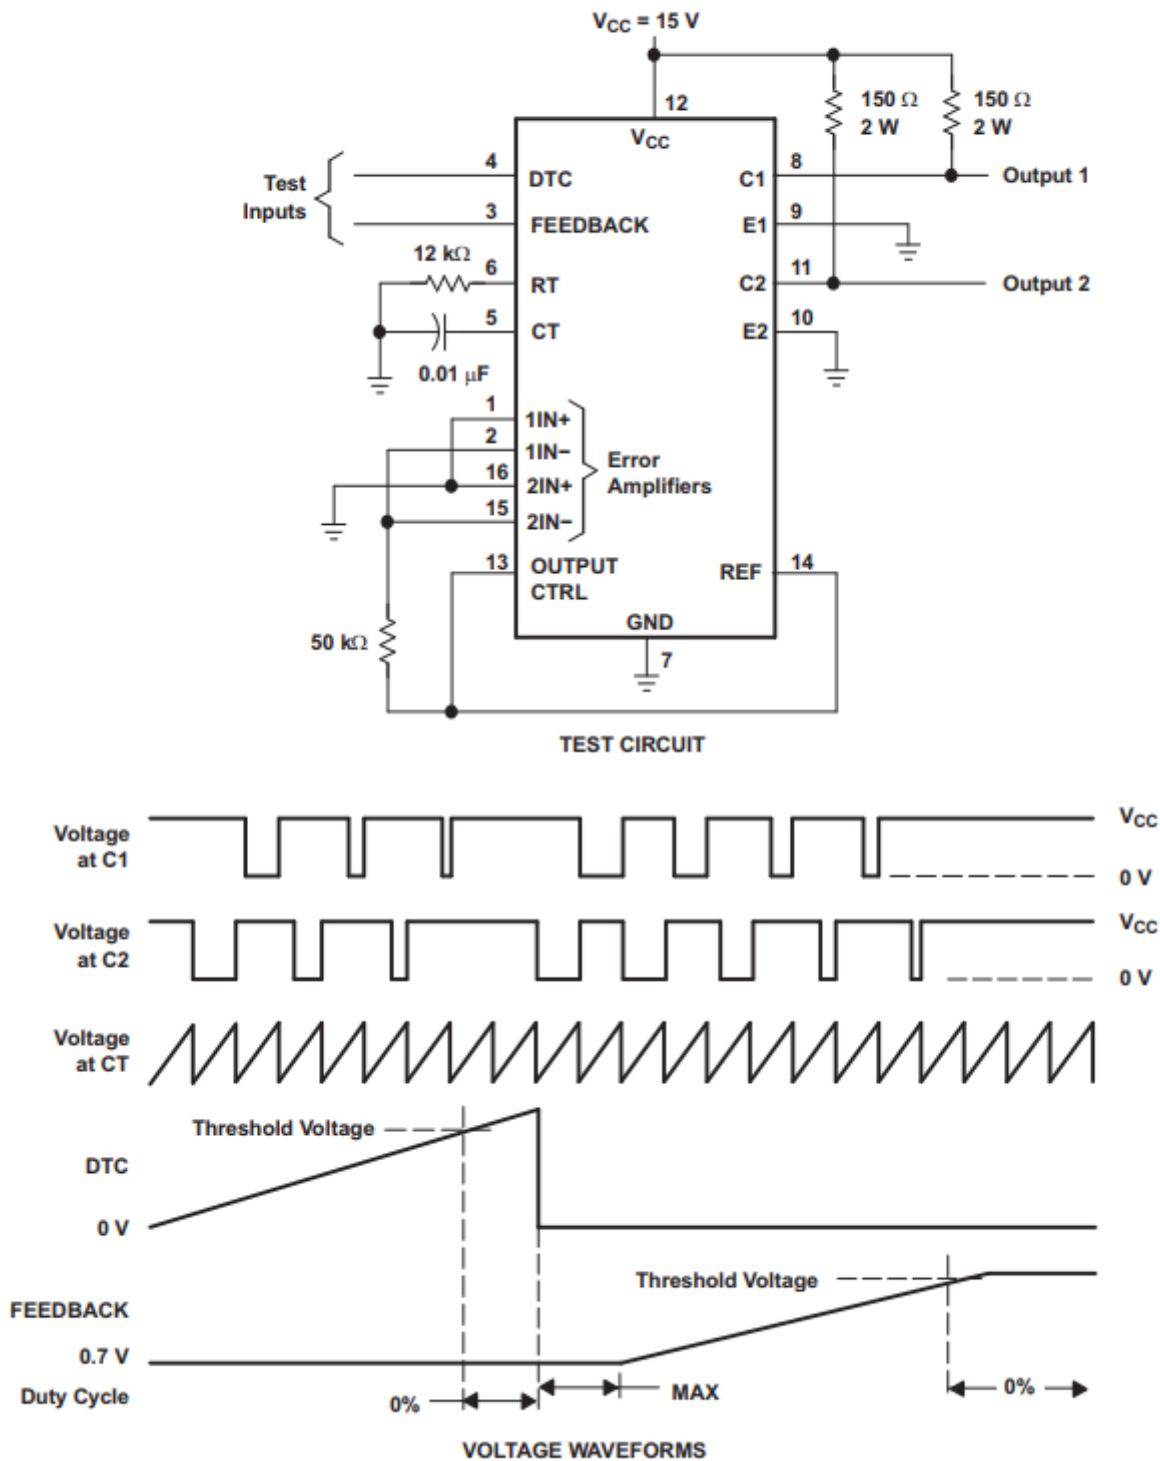 VCC = 15 V
12
150 Ω
2 W
150 Ω
2 W
VCC
Test
Inputs
4
DTC
C1
8
Output 1
3
FEEDBACK
E1
9
12 kΩ
6
RT
C2
11
Output 2
5
CT
E2
10
0.01 μF
1
1IN+
2
1IN−
16
2IN+
15
2IN−
Error
Amplifiers
13
OUTPUT
CTRL
REF
14
50 kΩ
GND
7
TEST CIRCUIT
Voltage
at C1
VCC
0 V
Voltage
at C2
VCC
0 V
Voltage
at CT
Threshold Voltage
DTC
0 V
Threshold Voltage
FEEDBACK
0.7 V
Duty Cycle
0%
MAX
0%
VOLTAGE WAVEFORMS